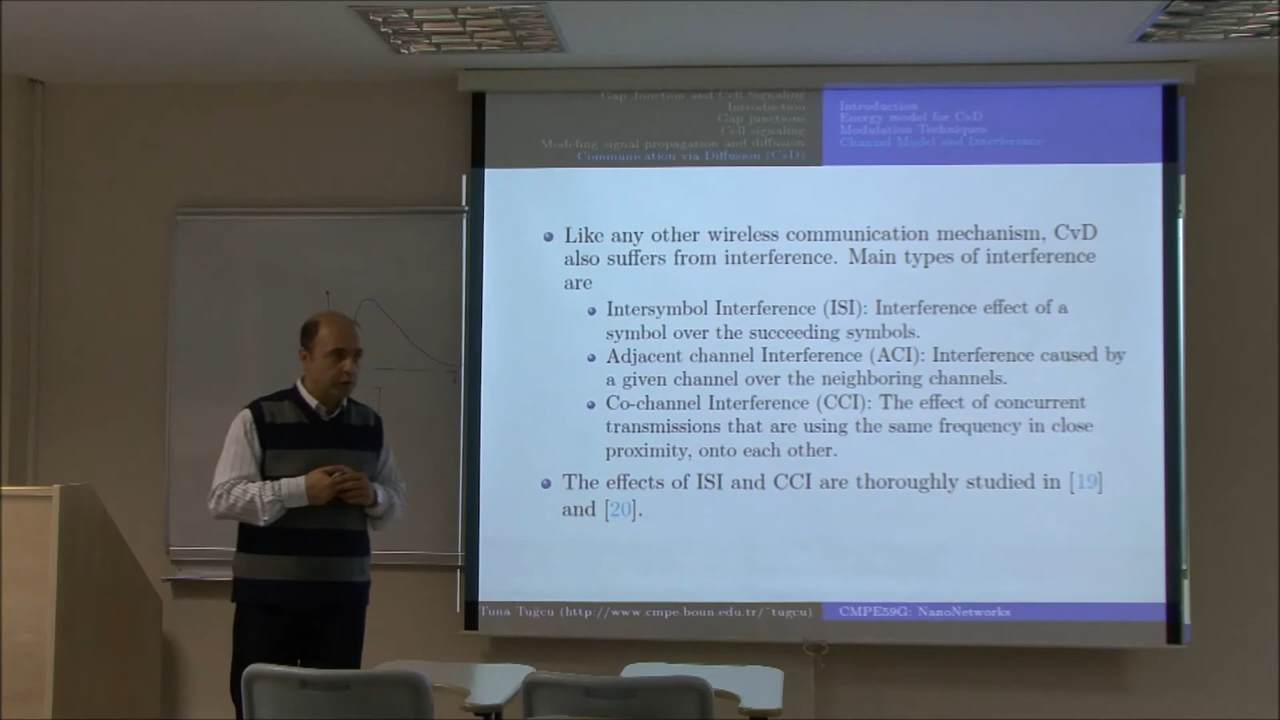 Gap Junction and Cell Signaling
Introduction
Gap junctions
Cell signaling
Modeling signal propagation and diffusion
Communication via Diffusion (CvD)
Introduction
Energy model for CvD
Modulation Techniques
Channel Model and Interference
Like any other wireless communication mechanism, CvD
also suffers from interference. Main types of interference
are
Intersymbol Interference (ISI): Interference effect of a
symbol over the succeeding symbols.
Adjacent channel Interference (ACI): Interference caused by
a given channel over the neighboring channels.
Co-channel Interference (CCI): The effect of concurrent
transmissions that are using the same frequency in close
proximity, onto each other.
The effects of ISI and CCI are thoroughly studied in [19]
and [20].
Tuna Tuğcu (http://www.cmpe.boun.edu.tr/~tugcu)
CMPE59G: NanoNetworks